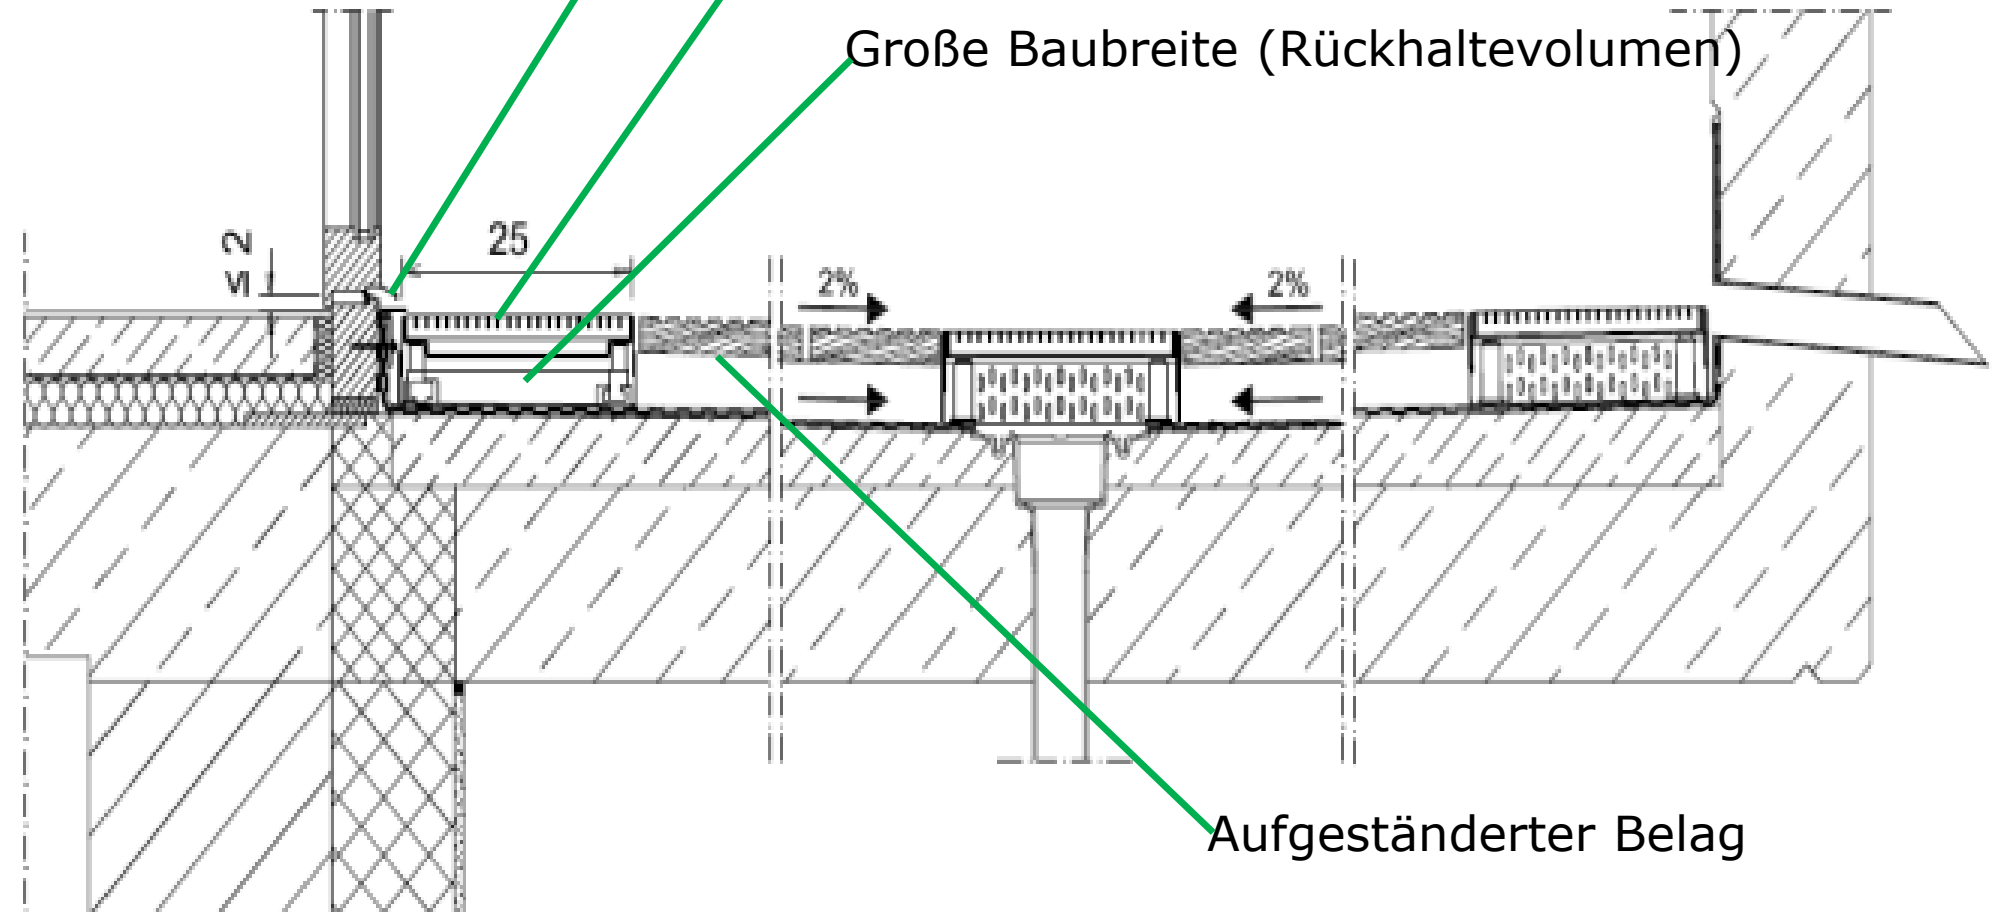 Große Baubreite (Rückhaltevolumen)
≤ 2
25
2%
2%
Aufgeständerter Belag